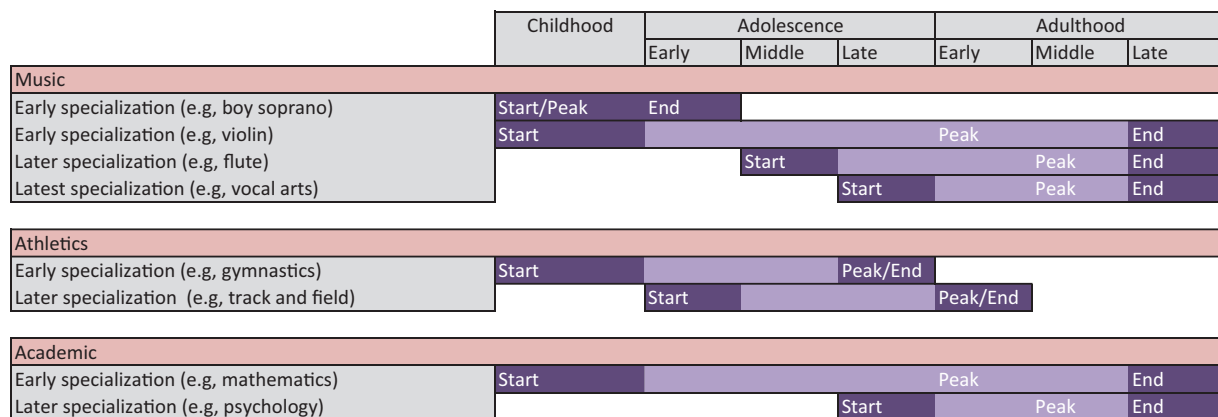 Childhood Adolescence Adulthood
Early Middle Late Early Middle Late
Music
Early specialization (e.g, boy soprano) Start/Peak End
Early specialization (e.g, violin) Start Peak End
Later specialization (e.g, flute) Start Peak End
Latest specialization (e.g, vocal arts) Start Peak End
Athletics
Early specialization (e.g, gymnastics) Start Peak/End
Later specialization (e.g, track and field) Start Peak/End
Academic
Early specialization (e.g, mathematics) Start Peak End
Later specialization (e.g, psychology) Start Peak End